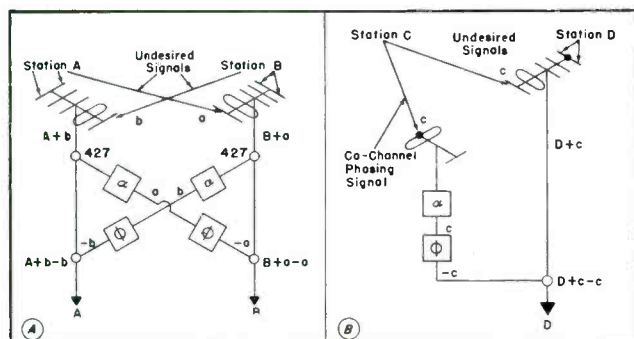 Station A
Undesired
Signals
Station B
b
a
A+b
B+a
427
427
α
a
b
α
ϕ
ϕ
-b
-a
A+b-b
B+a-a
A
B
A
Station C
Undesired
Signals
Station D
c
c
Co-Channel
Phasing
Signal
D+c
α
ϕ
c
-c
D+c-c
D
B